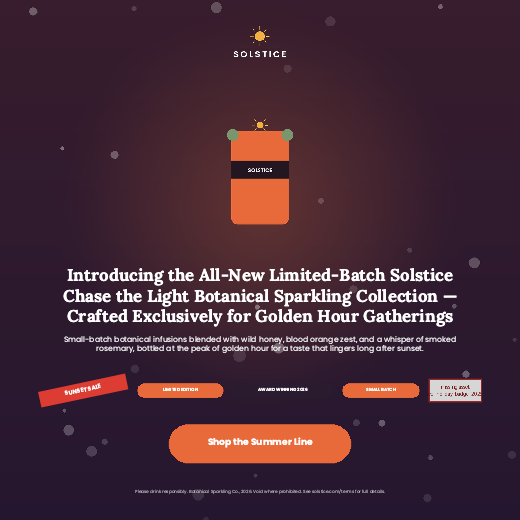 SOLSTICE
SOLSTICE
Introducing the All-New Limited-Batch Solstice
Chase the Light Botanical Sparkling Collection —
Crafted Exclusively for Golden Hour Gatherings
Small-batch botanical infusions blended with wild honey, blood orange zest, and a whisper of smoked
rosemary, bottled at the peak of golden hour for a taste that lingers long after sunset.
SUNSET SALE
LIMITED EDITION
AWARD WINNING 2025
SMALL BATCH
day badge 202
Shop the Summer Line
Please drink responsibly. Botanical Sparkling Co., 2026. Void where prohibited. See solstice.com/terms for full details.